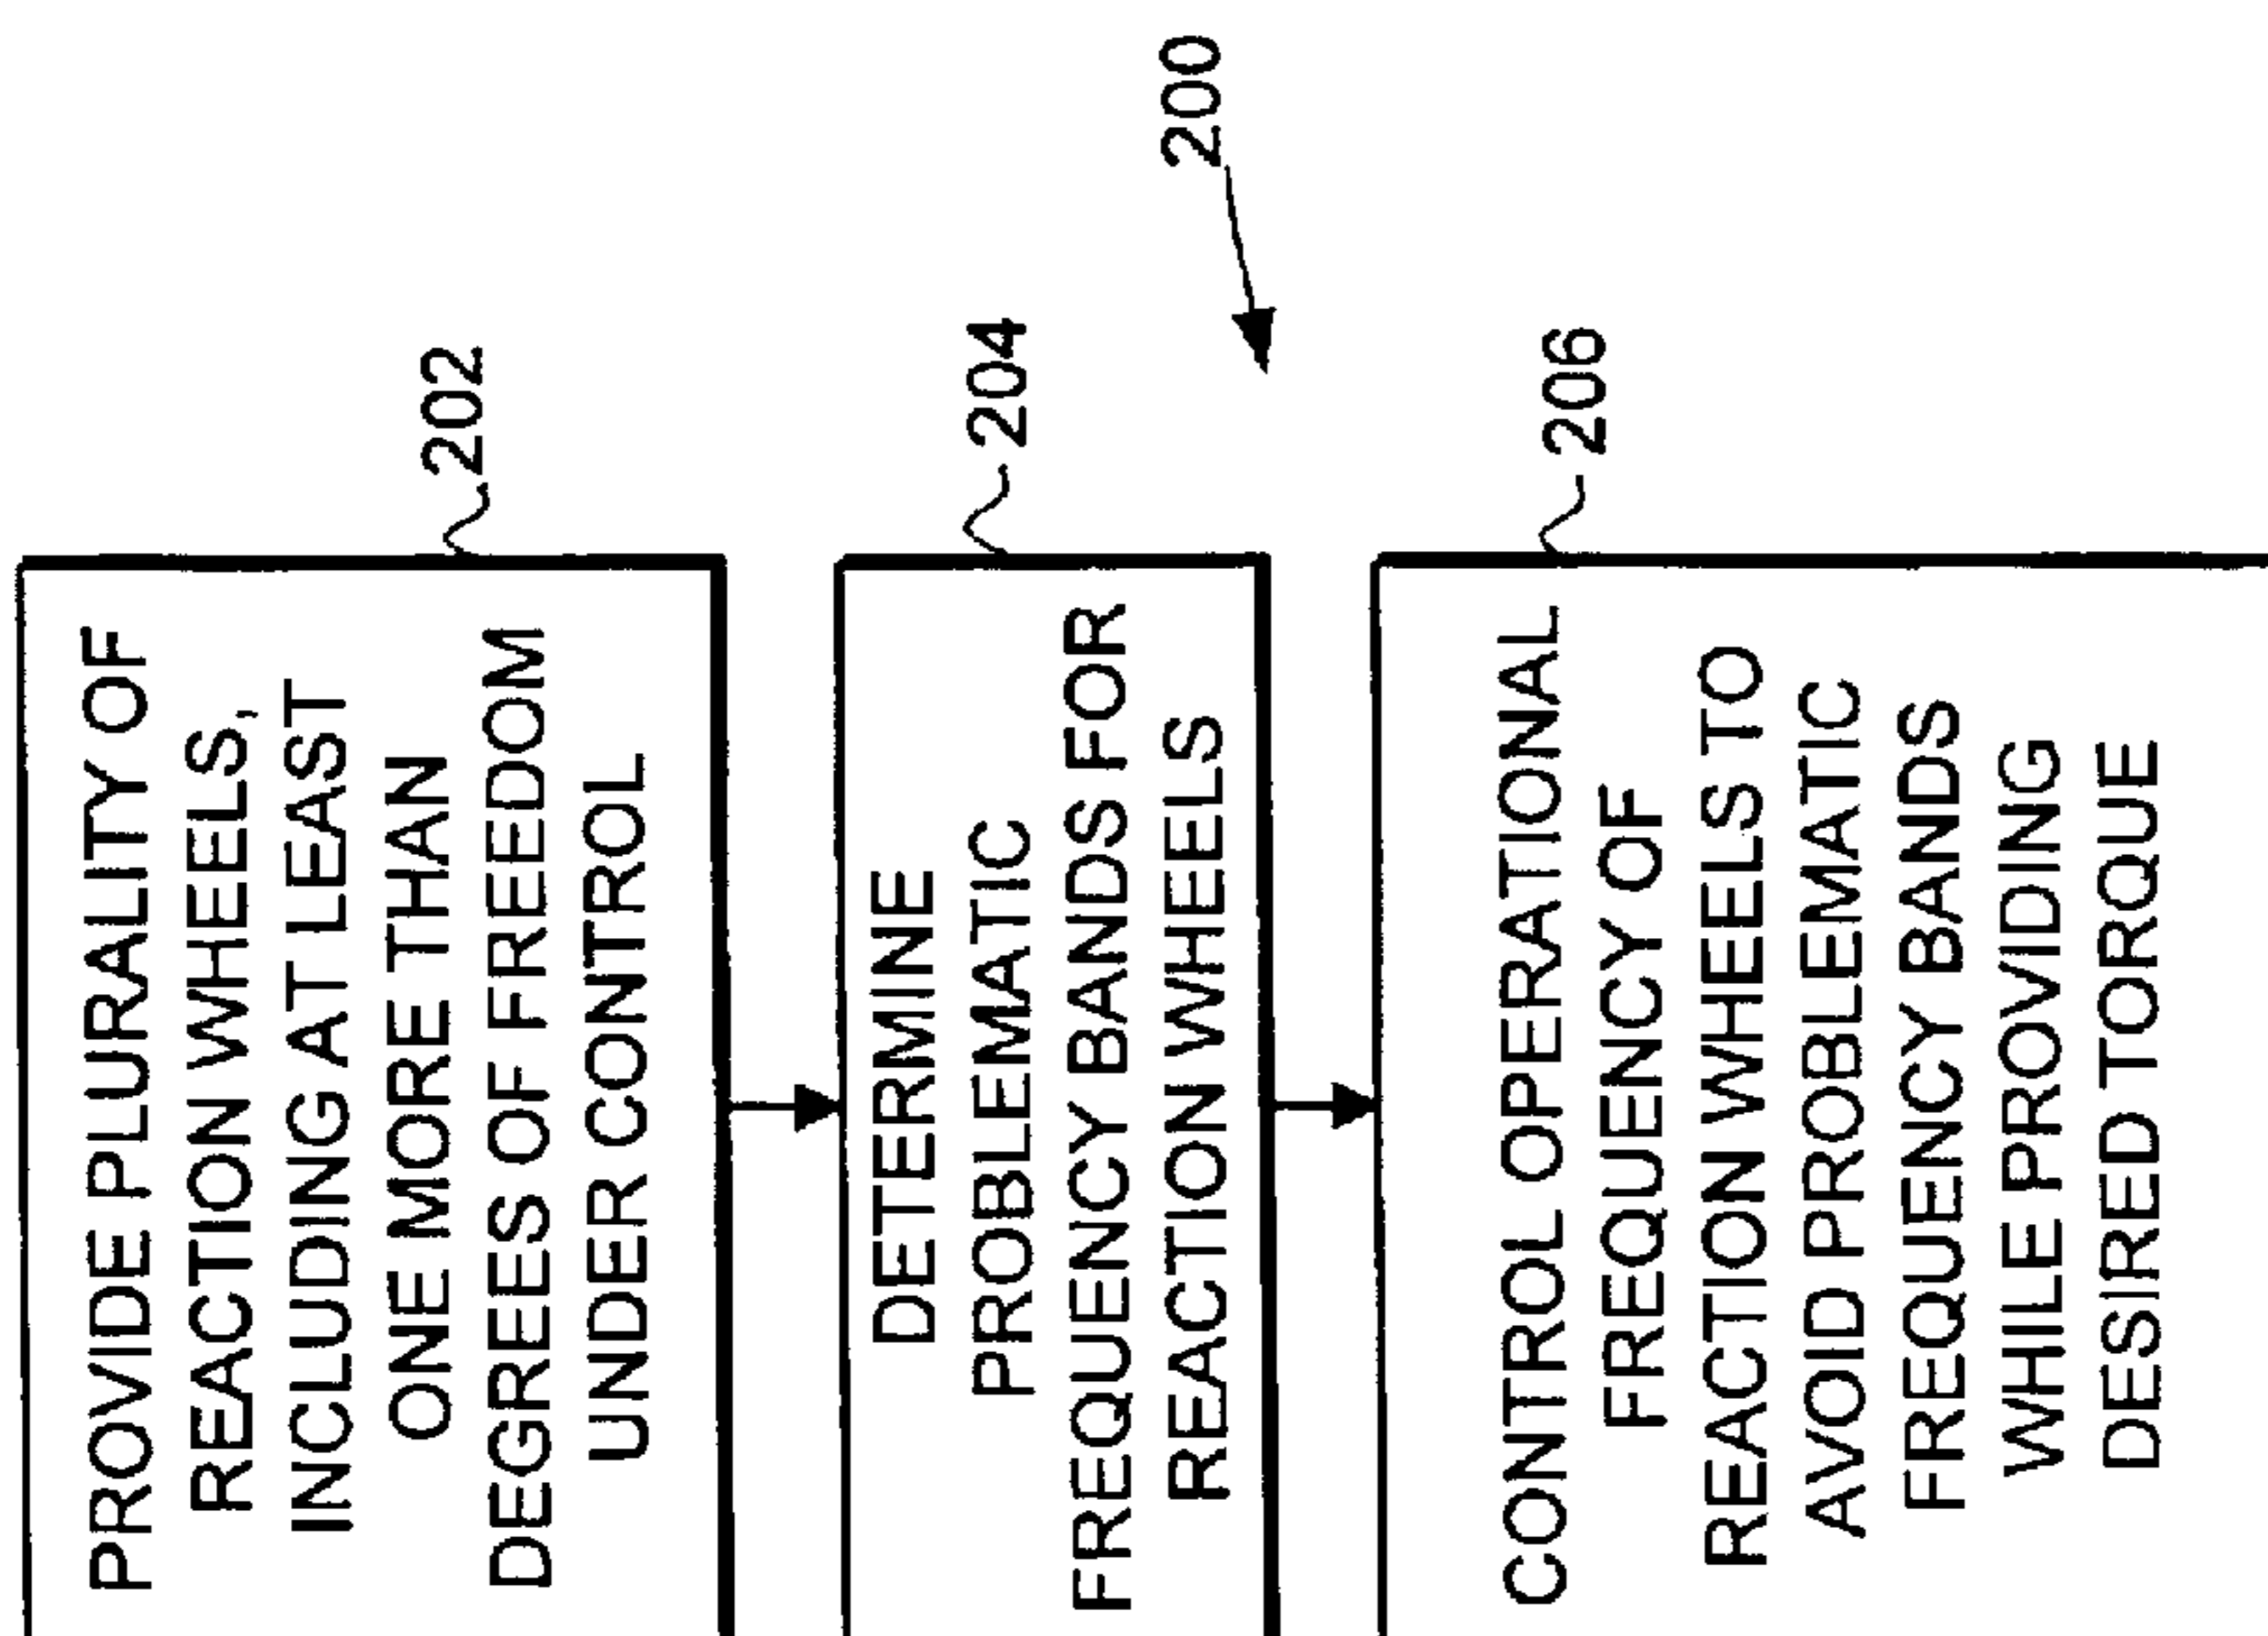 PROVIDE PLURALITY OF
REACTION WHEELS,
INCLUDING AT LEAST
ONE MORE THAN
DEGREES OF FREEDOM
UNDER CONTROL
202
DETERMINE
PROBLEMATIC
FREQUENCY BANDS FOR
REACTION WHEELS
204
200
CONTROL OPERATIONAL
FREQUENCY OF
REACTION WHEELS TO
AVOID PROBLEMATIC
FREQUENCY BANDS
WHILE PROVIDING
DESIRED TORQUE
206